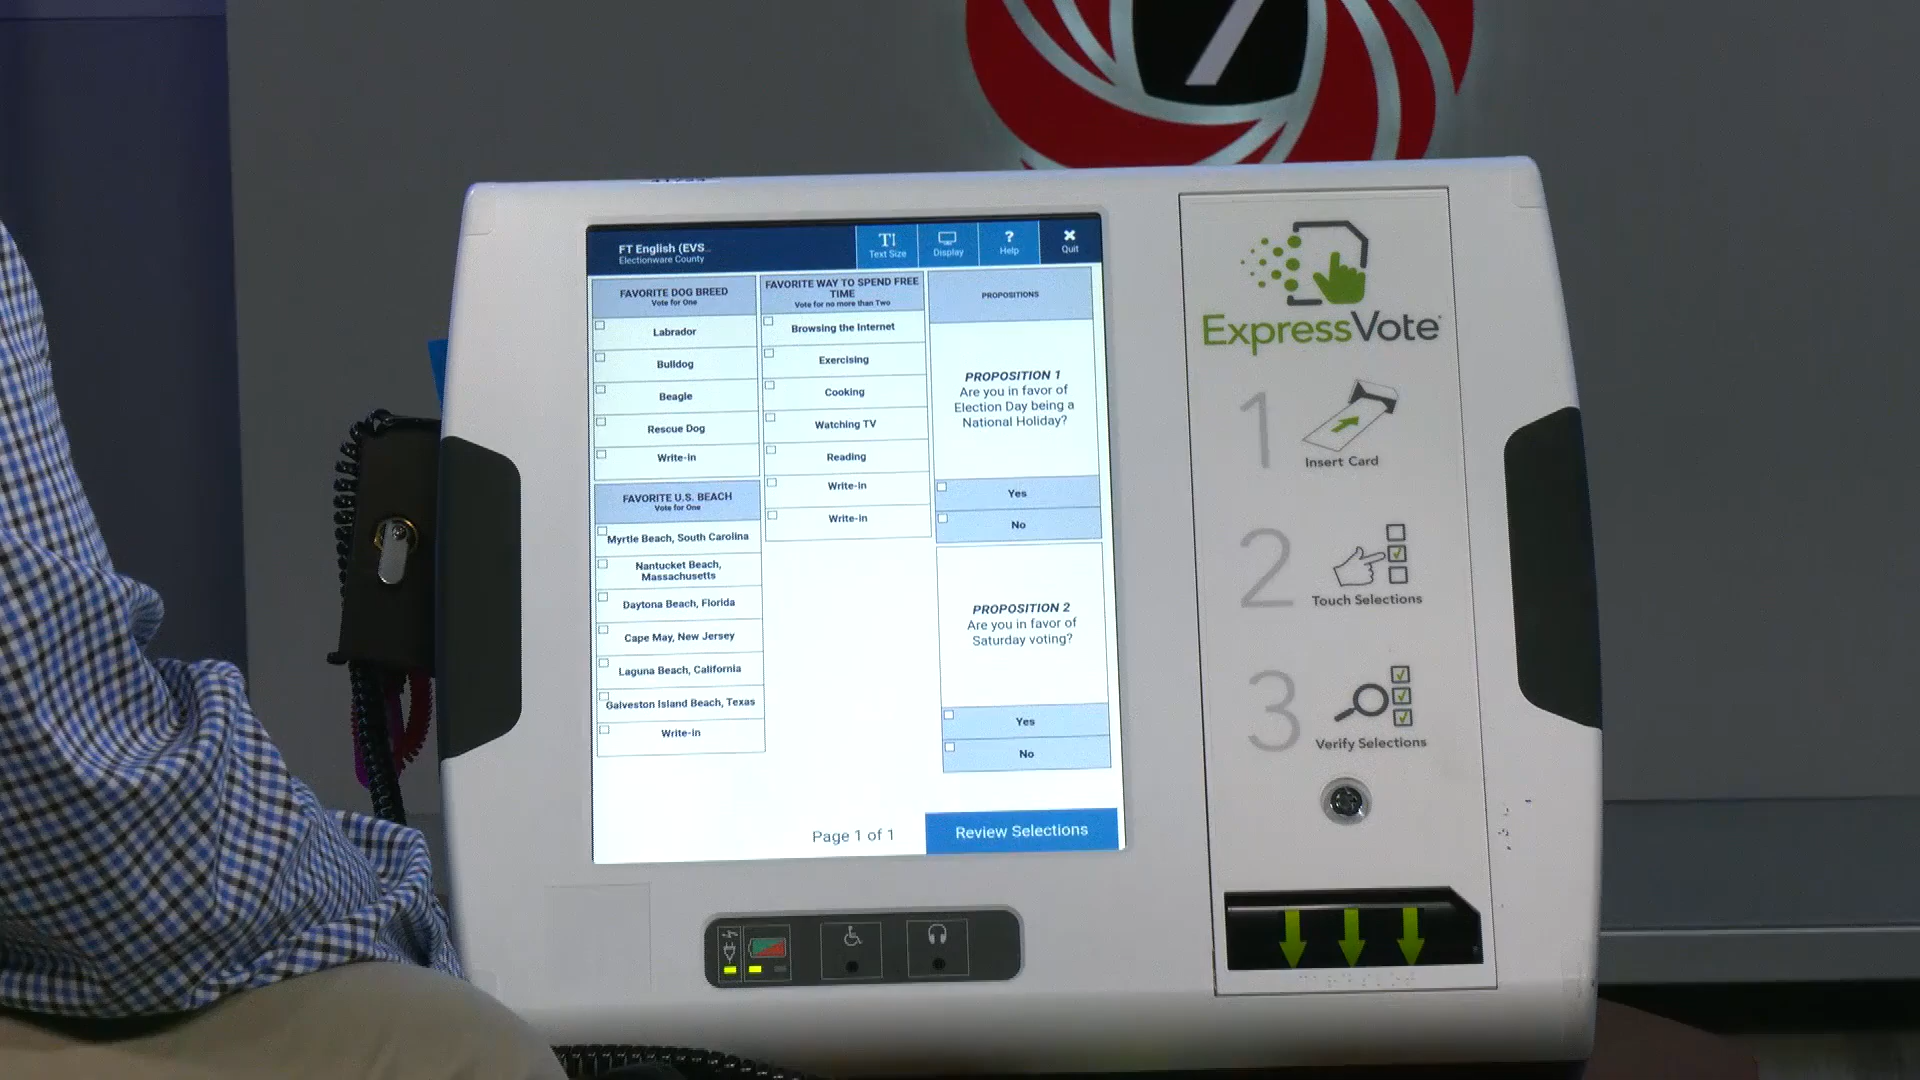 7
FT English (EVS
Electionware County
T!
Text Size
Display
?
Help
Quit
FAVORITE DOG BREED
Vote for One
Labrador
Bulldog
Beagle
Rescue Dog
Write-in
FAVORITE U.S. BEACH
Vote for One
Myrtle Beach, South Carolina
Nantucket Beach,
Massachusetts
Daytona Beach, Florida
Cape May, New Jersey
Laguna Beach, California
Galveston Island Beach, Texas
Write-in
FAVORITE WAY TO SPEND FREE
TIME
Vote for no more than Two
Browsing the Internet
Exercising
Cooking
Watching TV
Reading
Write-in
Write-in
PROPOSITIONS
PROPOSITION 1
Are you in favor of
Election Day being a
National Holiday?
Yes
No
PROPOSITION 2
Are you in favor of
Saturday voting?
Yes
No
Page 1 of 1
Review Selections
ExpressVote
1
Insert Card
2
Touch Selections
3
Verify Selections